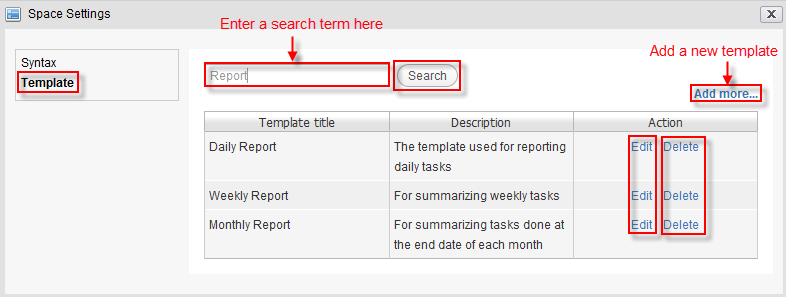 Space Settings
Enter a search term here
Add a new template
Syntax
Template
Report
Search
Add more...
Template title Description Action
Daily Report The template used for reporting Edit Delete
daily tasks
Weekly Report For summarizing weekly tasks Edit Delete
Monthly Report For summarizing tasks done at Edit Delete
the end date of each month